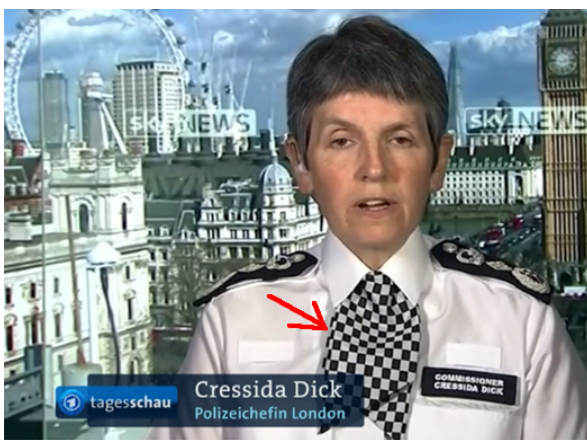 sky NEWS
sky NEWS
COMMISSIONER
CRESSIDA DICK
tagesschau
Cressida Dick
Polizeichefin London